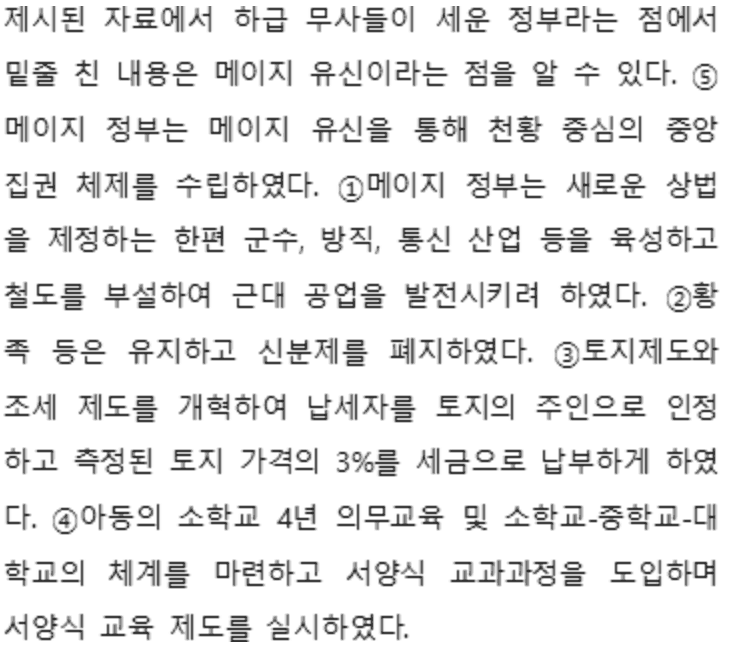 제시된 자료에서 하급 무사들이 세운 정부라는 점에서
밑줄 친 내용은 메이지 유신이라는 점을 알 수 있다. ⑤
메이지 정부는 메이지 유신을 통해 천황 중심의 중앙
집권 체제를 수립하였다. ①메이지 정부는 새로운 상법
을 제정하는 한편 군수, 방직, 통신 산업 등을 육성하고
철도를 부설하여 근대 공업을 발전시키려 하였다. ②황
족 등은 유지하고 신분제를 폐지하였다. ③토지제도와
조세 제도를 개혁하여 납세자를 토지의 주인으로 인정
하고 측정된 토지 가격의 3%를 세금으로 납부하게 하였
다. ④아동의 소학교 4년 의무교육 및 소학교-중학교-대
학교의 체계를 마련하고 서양식 교과과정을 도입하며
서양식 교육 제도를 실시하였다.